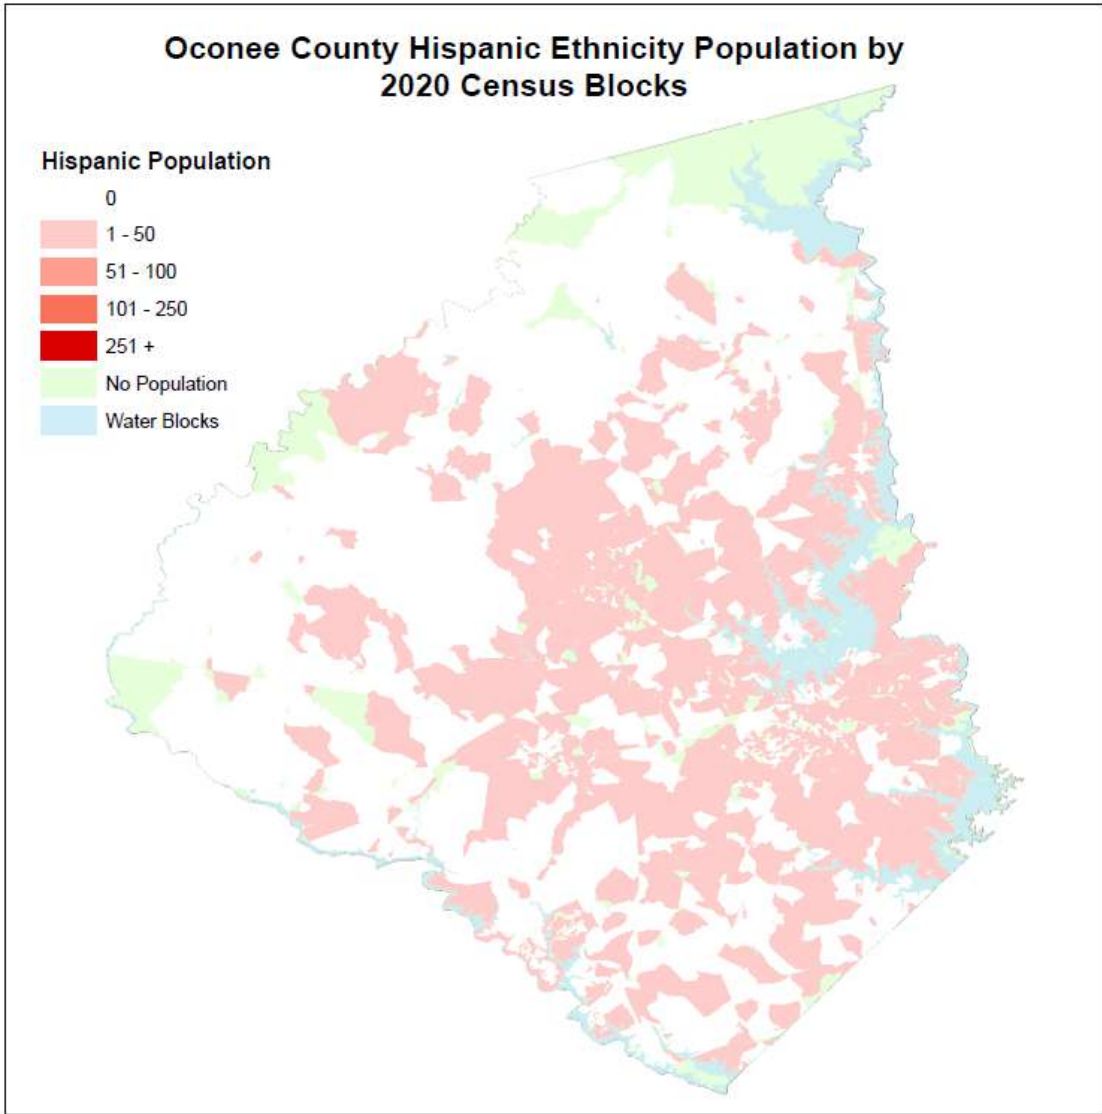 Oconee County Hispanic Ethnicity Population by
2020 Census Blocks
Hispanic Population
0
1 - 50
51 - 100
101 - 250
251 +
No Population
Water Blocks